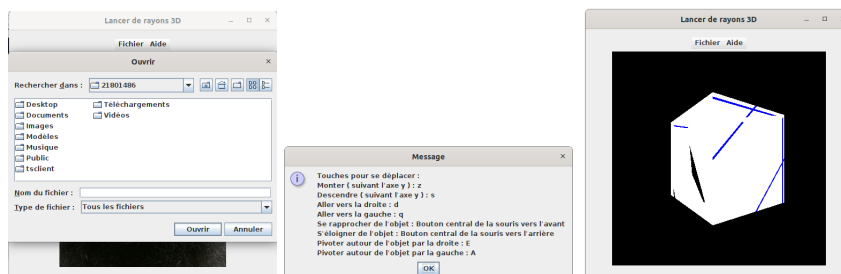 Lancer de rayons 3D
Fichier Aide
Ouvrir
Rechercher dans :
21801486
Desktop
Téléchargements
Documents
Vidéos
Images
Modèles
Musique
Public
tsclient
Nom du fichier :
Type de fichier :
Tous les fichiers
Ouvrir
Annuler
Message
Touches pour se déplacer :
Monter ( suivant l'axe y ) : z
Descendre ( suivant l'axe y ) : s
Aller vers la droite : d
Aller vers la gauche : q
Se rapprocher de l'objet : Bouton central de la souris vers l'avant
S'éloigner de l'objet : Bouton central de la souris vers l'arrière
Pivoter autour de l'objet par la droite : E
Pivoter autour de l'objet par la gauche : A
OK
Lancer de rayons 3D
Fichier Aide